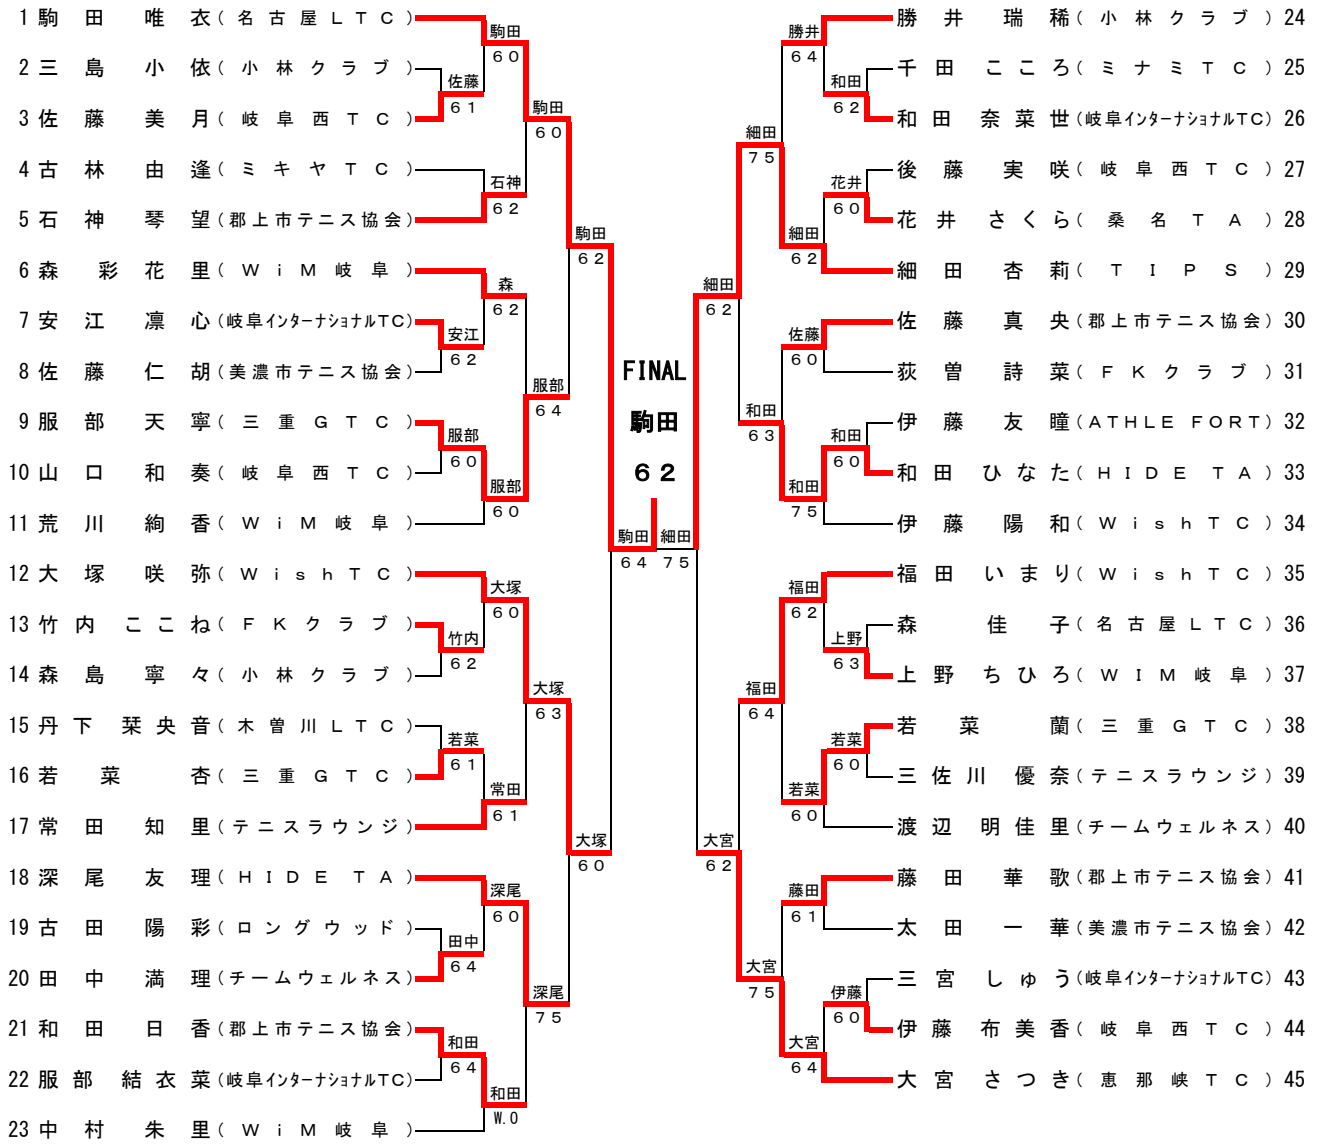 1 駒田 唯衣 (名古屋LTC)
2 三島 小依 (小林クラブ)
3 佐藤 美月 (岐阜西TC)
4 古林 由逢 (ミキヤTC)
5 石神 琴望 (郡上市テニス協会)
6 森 彩花里 (WiM岐阜)
7 安江 凛心 (岐阜インターナショナルTC)
8 佐藤 仁胡 (美濃市テニス協会)
9 服部 天寧 (三重GTC)
10 山口 和奏 (岐阜西TC)
11 荒川 絢香 (WiM岐阜)
12 大塚 咲弥 (WishTC)
13 竹内 ここね (FKクラブ)
14 森島 寧々 (小林クラブ)
15 丹下 栞央音 (木曽川LTC)
16 若菜 杏 (三重GTC)
17 常田 知里 (テニスラウンジ)
18 深尾 友理 (HIDE TA)
19 古田 陽彩 (ロングウッド)
20 田中 満理 (チームウェルネス)
21 和田 日香 (郡上市テニス協会)
22 服部 結衣菜 (岐阜インターナショナルTC)
23 中村 朱里 (WiM岐阜)
佐藤
61
安江
62
服部
60
竹内
62
若菜
61
田中
64
和田
64
駒田
60
石神
62
森
62
服部
60
大塚
60
常田
61
深尾
60
和田
W.O
駒田
60
服部
64
大塚
63
深尾
75
駒田
62
大塚
60
FINAL
駒田
62
駒田
64
細田
75
細田
62
大宮
62
細田
75
和田
63
福田
64
大宮
75
勝井
64
細田
62
佐藤
60
和田
75
福田
62
若菜
60
藤田
61
大宮
64
和田
62
花井
60
和田
60
上野
63
若菜
60
伊藤
60
勝井 瑞稀 (小林クラブ) 24
千田 こころ (ミナミTC) 25
和田 奈菜世 (岐阜インターナショナルTC) 26
後藤 実咲 (岐阜西TC) 27
花井 さくら (桑名TA) 28
細田 杏莉 (TIPS) 29
佐藤 真央 (郡上市テニス協会) 30
荻曽 詩菜 (FKクラブ) 31
伊藤 友瞳 (ATHLE FORT) 32
和田 ひなた (HIDE TA) 33
伊藤 陽和 (WishTC) 34
福田 いまり (WishTC) 35
森 佳子 (名古屋LTC) 36
上野 ちひろ (WIM岐阜) 37
若菜 蘭 (三重GTC) 38
三佐川 優奈 (テニスラウンジ) 39
渡辺 明佳里 (チームウェルネス) 40
藤田 華歌 (郡上市テニス協会) 41
太田 一華 (美濃市テニス協会) 42
三宮 しゅう (岐阜インターナショナルTC) 43
伊藤 布美香 (岐阜西TC) 44
大宮 さつき (恵那峡TC) 45